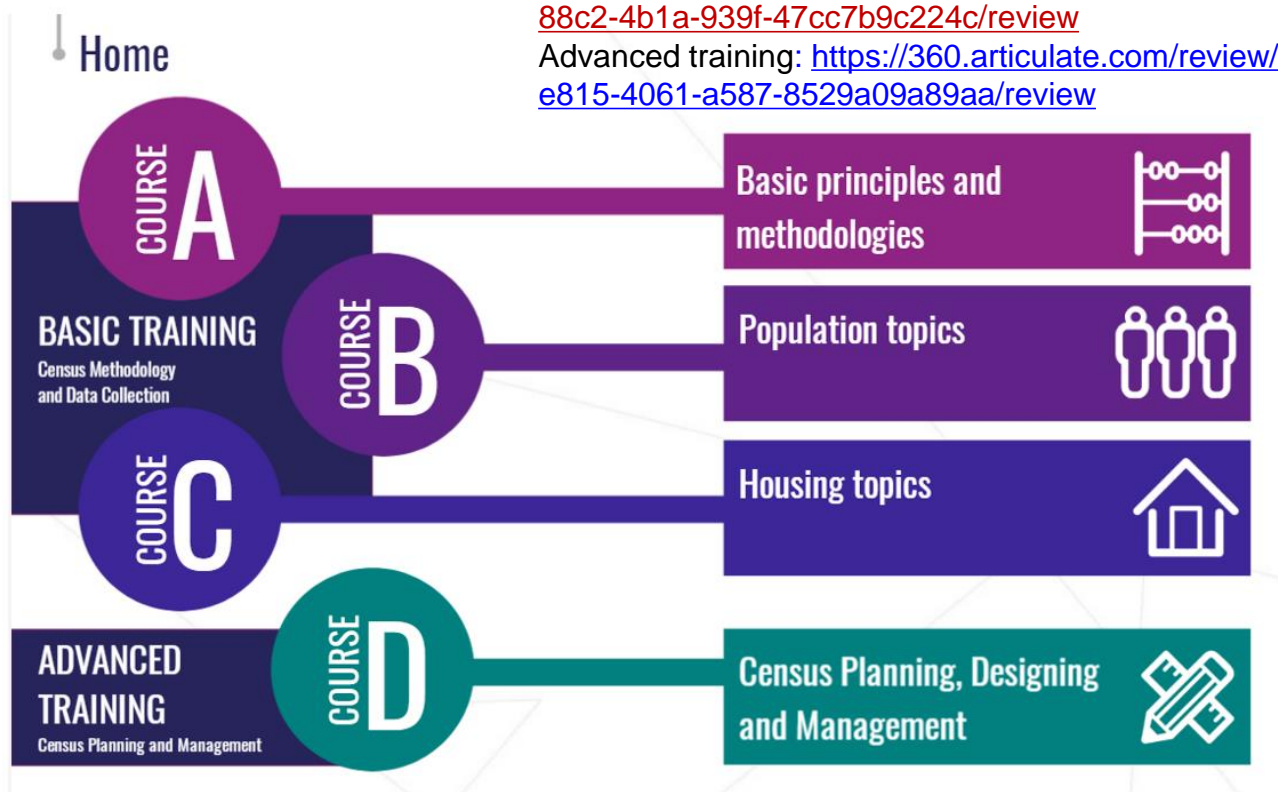 88c2-4b1a-939f-47cc7b9c224c/review
Advanced training: https://360.articulate.com/review/
e815-4061-a587-8529a09a89aa/review
Home
COURSE A
Basic principles and
methodologies
BASIC TRAINING
Census Methodology
and Data Collection
COURSE B
Population topics
COURSE C
Housing topics
ADVANCED
TRAINING
Census Planning and Management
COURSE D
Census Planning, Designing
and Management